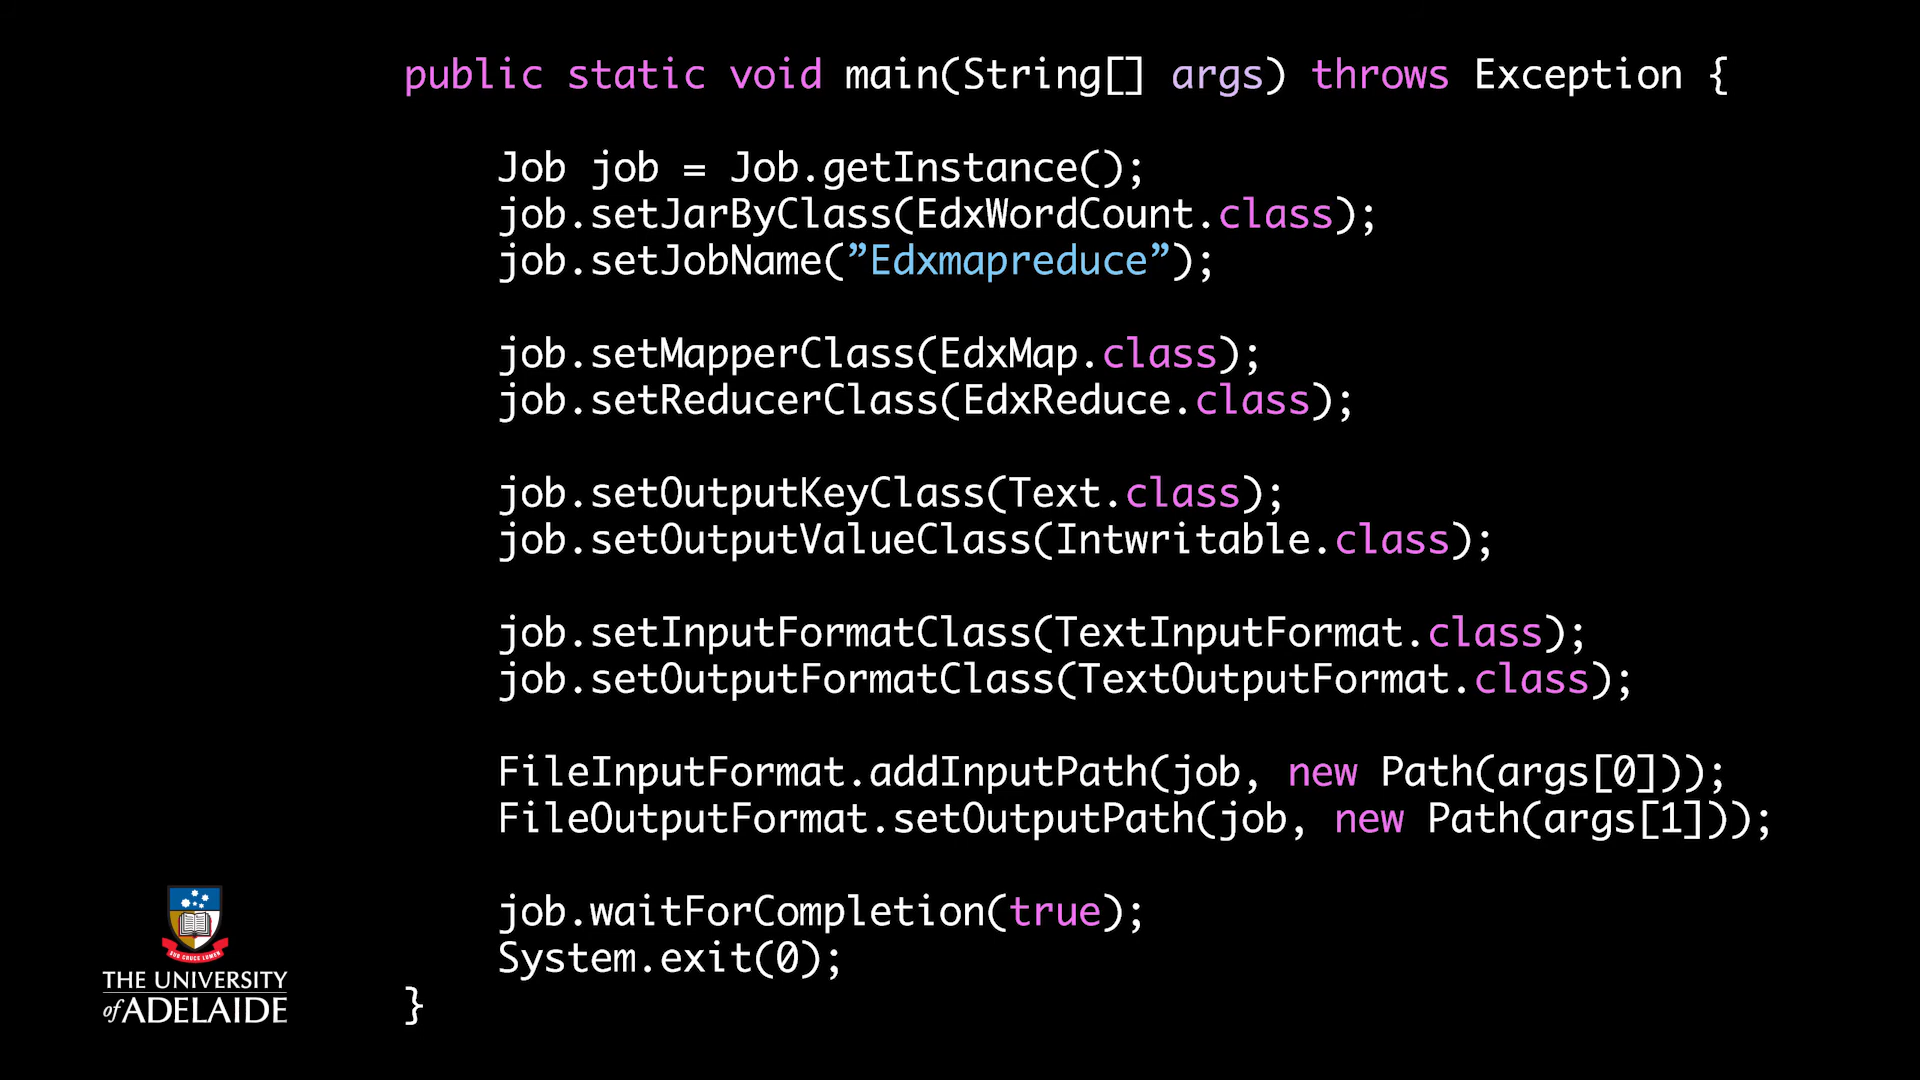 public static void main(String[] args) throws Exception {
Job job = Job.getInstance();
job.setJarByClass(EdxWordCount.class);
job.setJobName(”Edxmapreduce”);
job.setMapperClass(EdxMap.class);
job.setReducerClass(EdxReduce.class);
job.setOutputKeyClass(Text.class);
job.setOutputValueClass(Intwritable.class);
job.setInputFormatClass(TextInputFormat.class);
job.setOutputFormatClass(TextOutputFormat.class);
FileInputFormat.addInputPath(job, new Path(args[0]));
FileOutputFormat.setOutputPath(job, new Path(args[1]));
job.waitForCompletion(true);
System.exit(0);
}
SUB CRUCE LUMEN
THE UNIVERSITY
of ADELAIDE